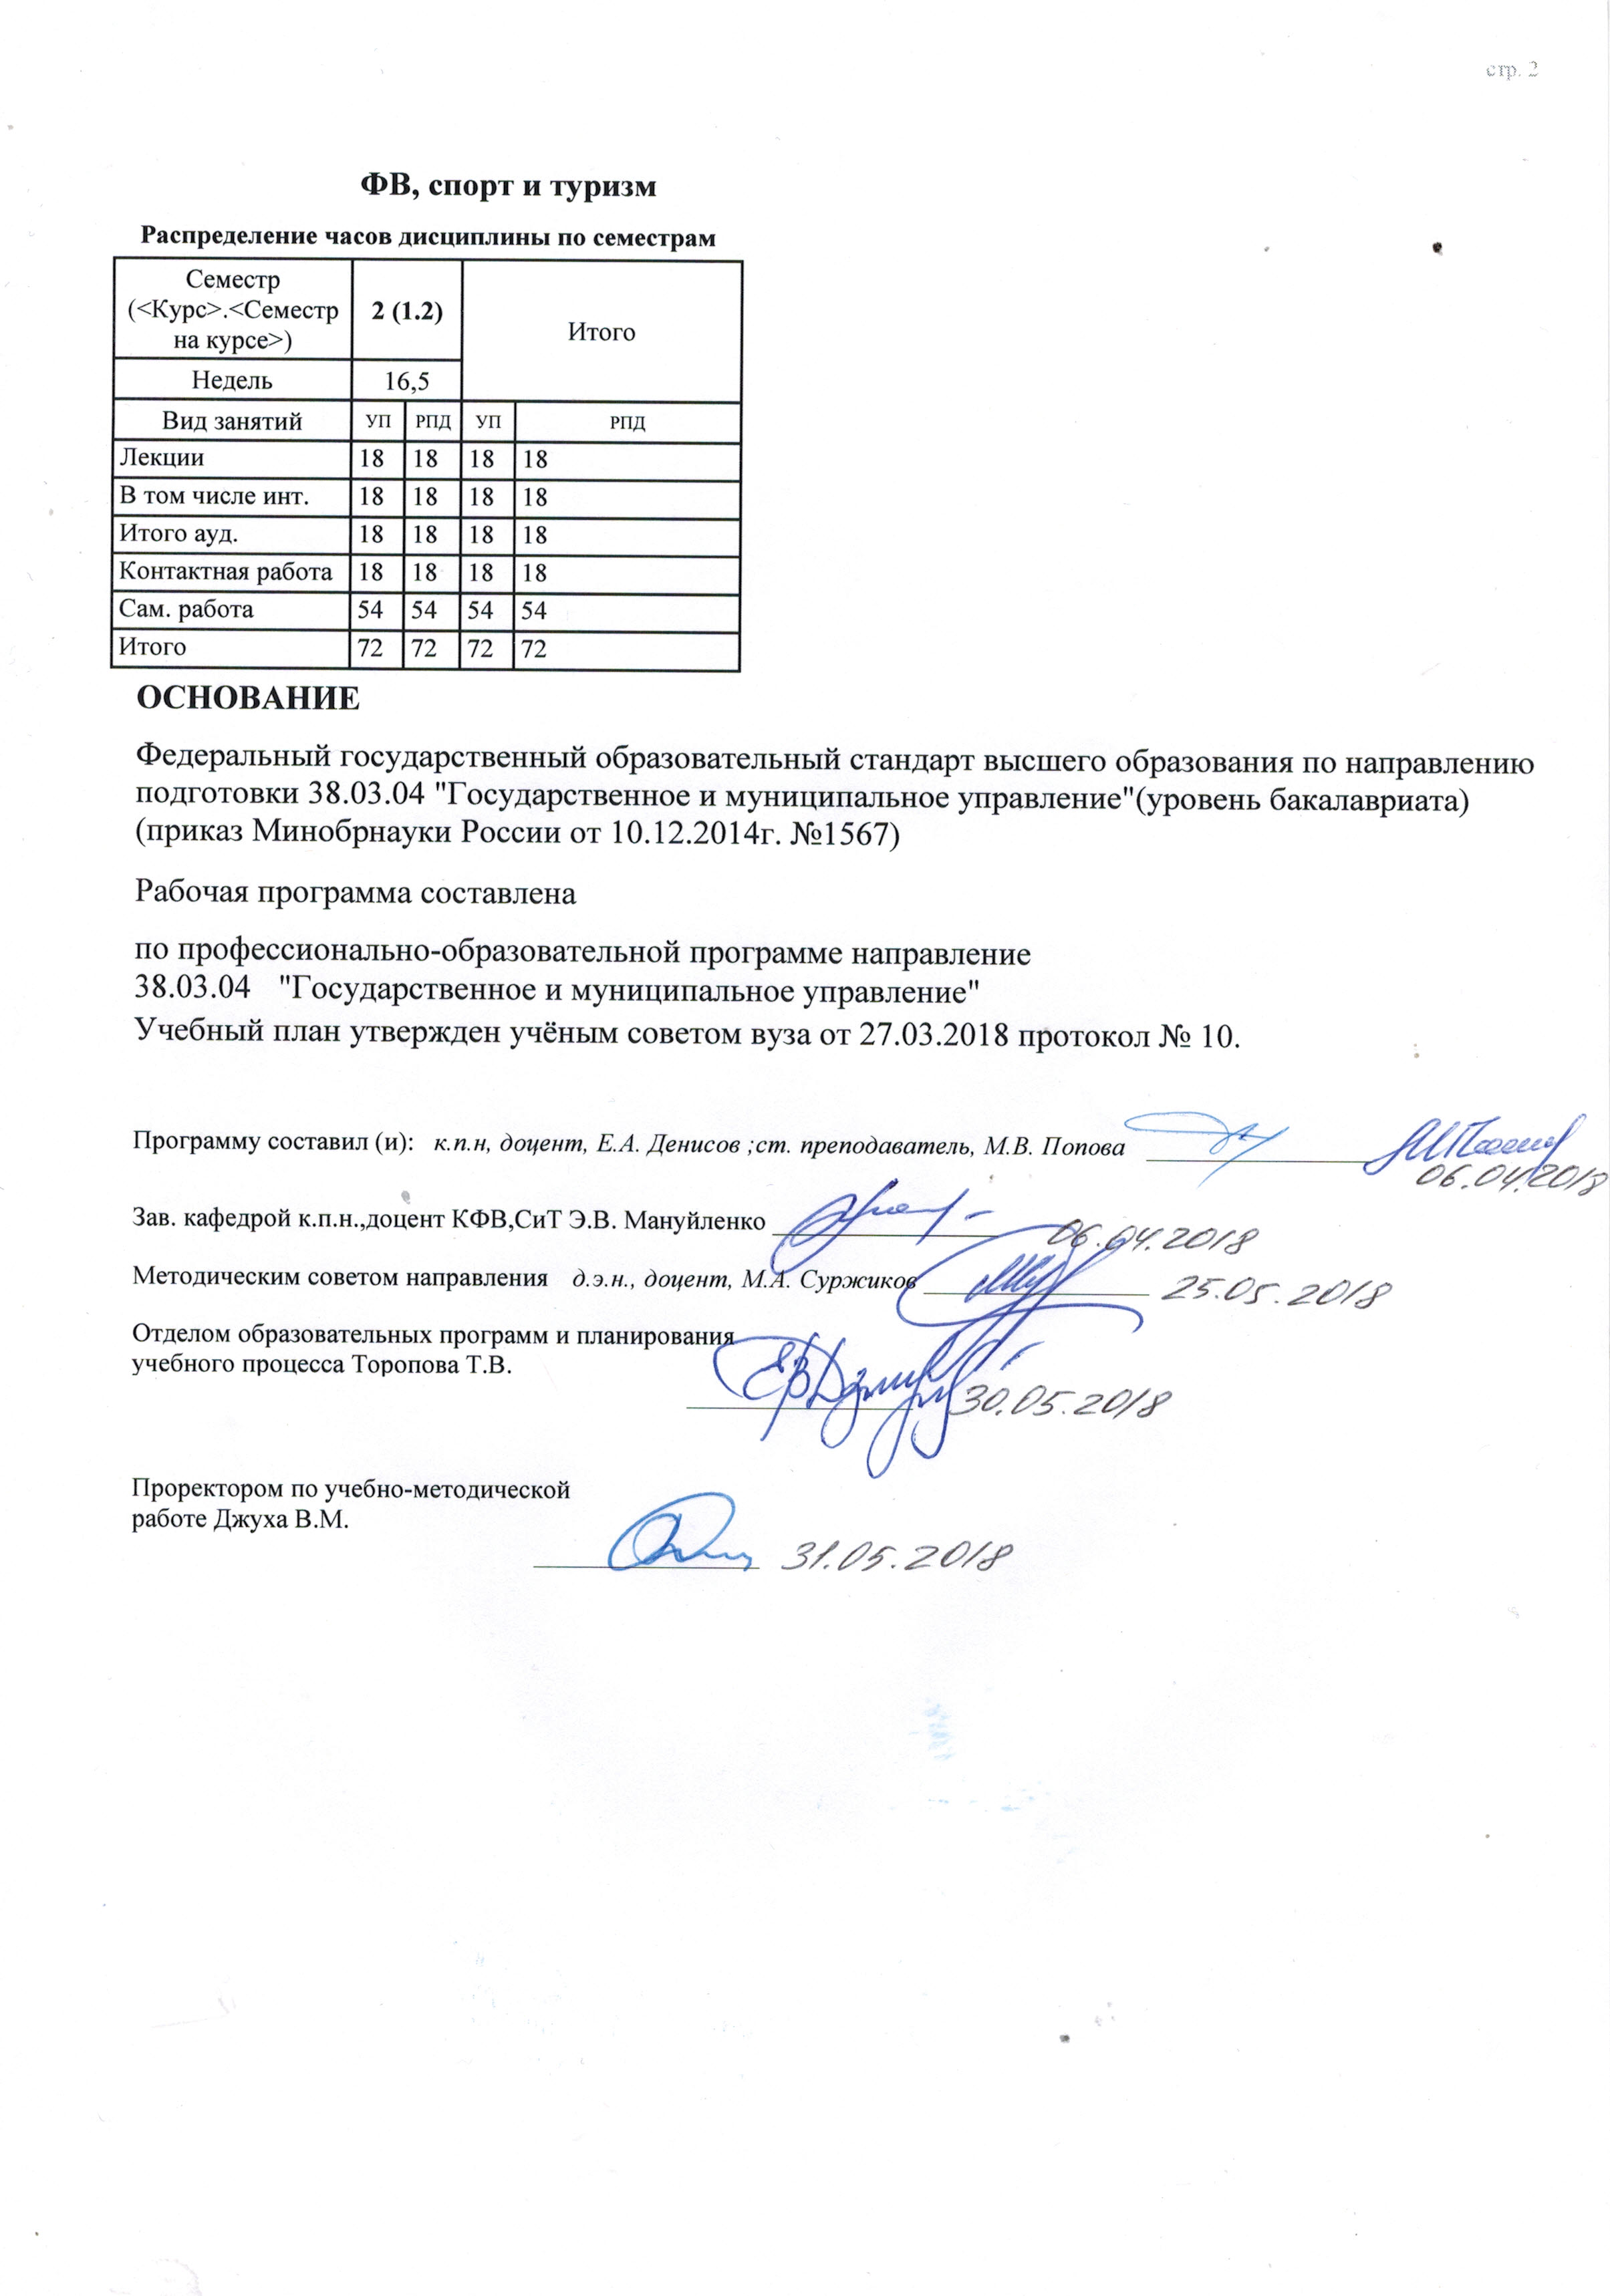 стр. 2
ФВ, спорт и туризм
Распределение часов дисциплины по семестрам
Семестр
(<Курс>.<Семестр
на курсе>)
2 (1.2)
Итого
Недель
16,5
Вид занятий УП РПД УП РПД
Лекции 18 18 18 18
В том числе инт. 18 18 18 18
Итого ауд. 18 18 18 18
Контактная работа 18 18 18 18
Сам. работа 54 54 54 54
Итого 72 72 72 72
ОСНОВАНИЕ
Федеральный государственный образовательный стандарт высшего образования по направлению
подготовки 38.03.04 "Государственное и муниципальное управление"(уровень бакалавриата)
(приказ Минобрнауки России от 10.12.2014г. №1567)
Рабочая программа составлена
по профессионально-образовательной программе направление
38.03.04 "Государственное и муниципальное управление"
Учебный план утвержден учёным советом вуза от 27.03.2018 протокол № 10.
Программу составил (и): к.п.н, доцент, Е.А. Денисов ;ст. преподаватель, М.В. Попова
06.04.2018
Зав. кафедрой к.п.н.,доцент КФВ,СиТ Э.В. Мануйленко 06.04.2018
Методическим советом направления д.э.н., доцент, М.А. Суржиков 25.05.2018
Отделом образовательных программ и планирования
учебного процесса Торопова Т.В.
30.05.2018
Проректором по учебно-методической
работе Джуха В.М.
31.05.2018